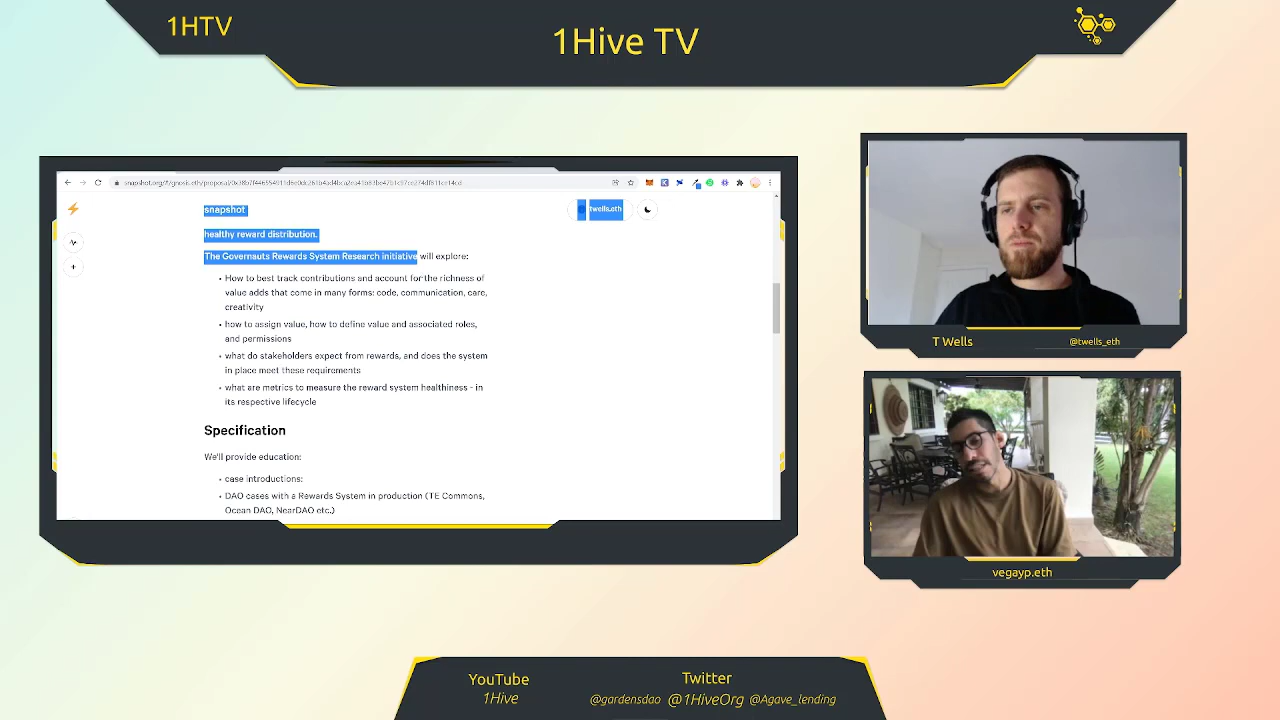 1HTV
1Hive TV
snapshot
twells.eth
healthy reward distribution.
The Governauts Rewards System Research initiative will explore:
• How to best track contributions and account for the richness of
value adds that come in many forms: code, communication, care,
creativity
• how to assign value, how to define value and associated roles,
and permissions
• what do stakeholders expect from rewards, and does the system
in place meet these requirements
• what are metrics to measure the reward system healthiness - in
its respective lifecycle
Specification
We'll provide education:
• case introductions:
• DAO cases with a Rewards System in production (TE Commons,
Ocean DAO, NearDAO etc.)
T Wells
@twells_eth
vegayp.eth
YouTube
1Hive
Twitter
@gardensdao @1HiveOrg @Agave_lending